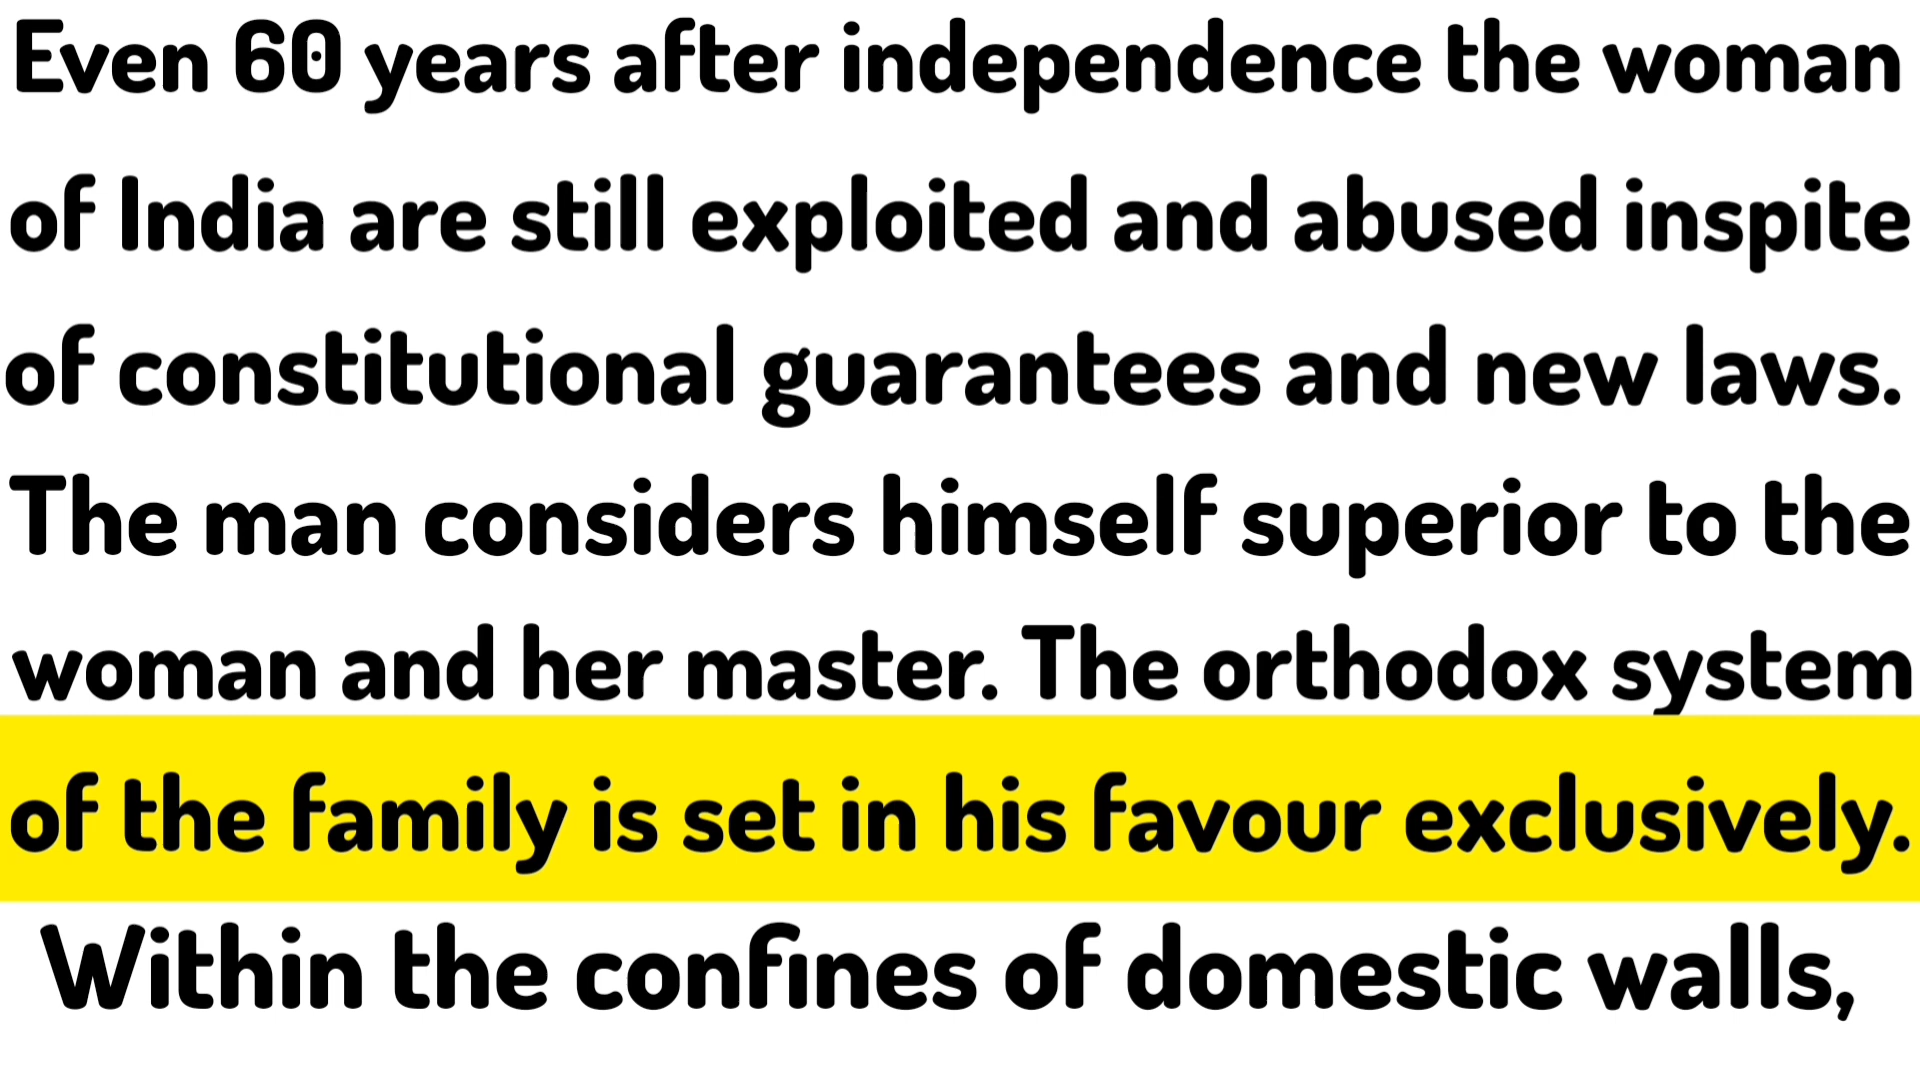 Even 60 years after independence the woman
of India are still exploited and abused inspite
of constitutional guarantees and new laws.
The man considers himself superior to the
woman and her master. The orthodox system
of the family is set in his favour exclusively.
Within the confines of domestic walls,